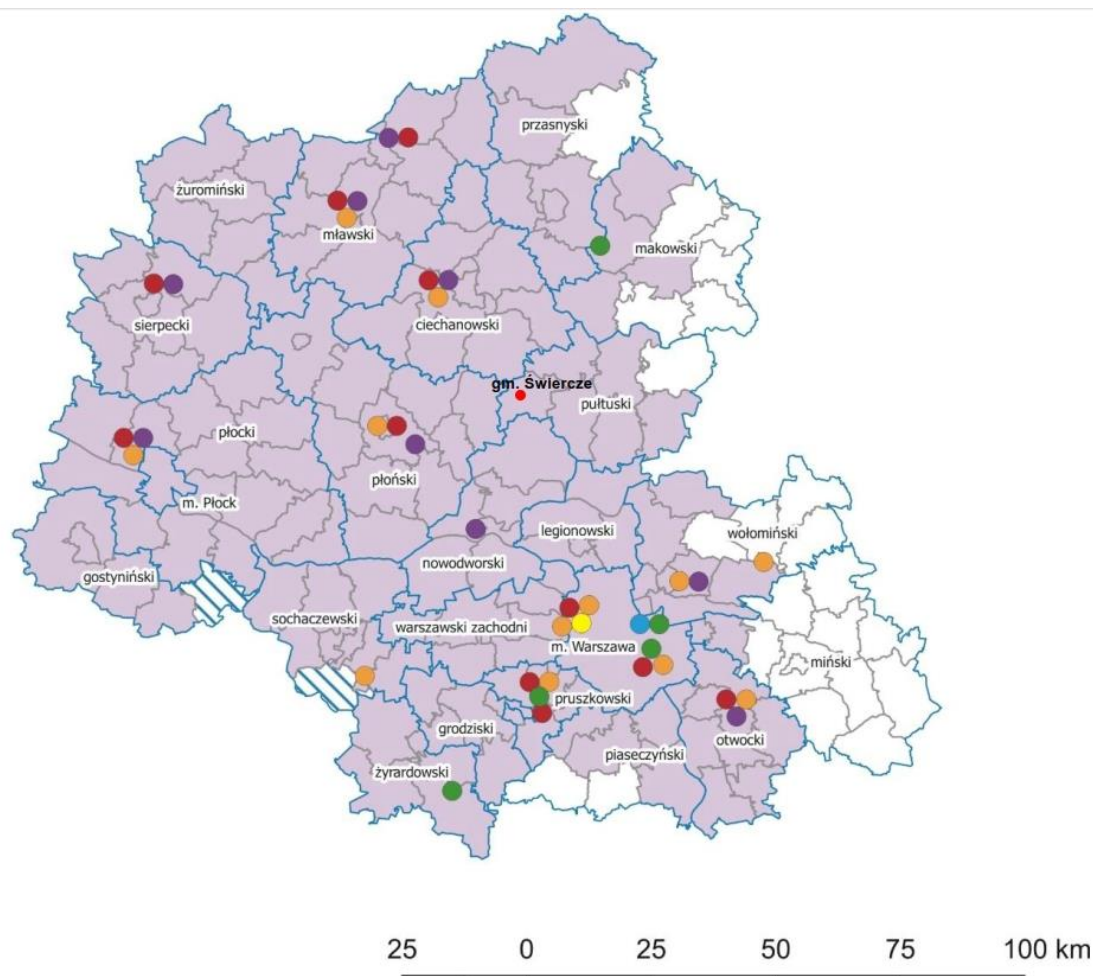 przasnyski
żuromiński
mławski
makowski
sierpecki
ciechanowski
gm. Świercze
pułtuski
płocki
płoński
m. Płock
legionowski
wołomiński
nowodworski
gostyniński
sochaczewski
warszawski zachodni
m. Warszawa
miński
pruszkowski
grodziski
otwocki
piaseczyński
żyrardowski
25 0 25 50 75 100 km